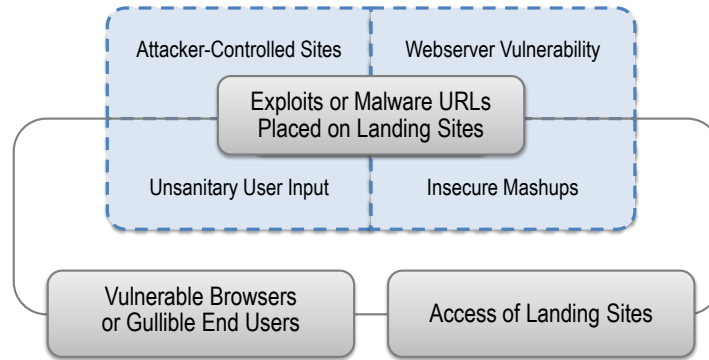 Attacker-Controlled Sites
Webserver Vulnerability
Exploits or Malware URLs
Placed on Landing Sites
Unsanitary User Input
Insecure Mashups
Vulnerable Browsers
or Gullible End Users
Access of Landing Sites